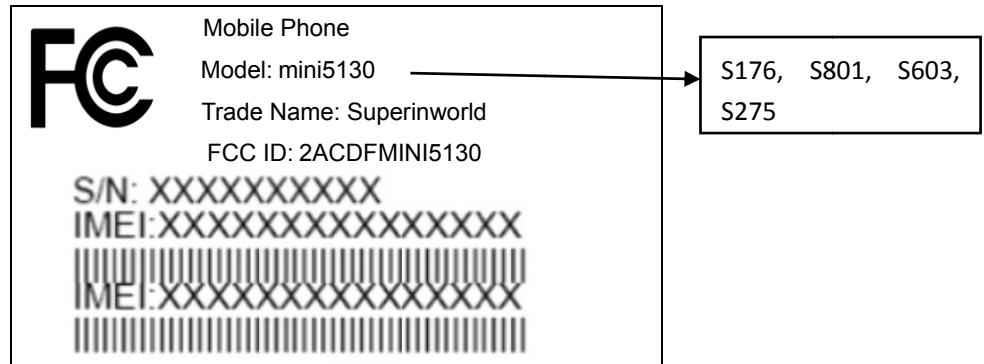 FC
Mobile Phone
Model: mini5130
Trade Name: Superinworld
FCC ID: 2ACDFMINI5130
S/N: XXXXXXXXXX
IMEI:XXXXXXXXXXXXXXX
IMEI:XXXXXXXXXXXXXXX
S176, S801, S603,
S275